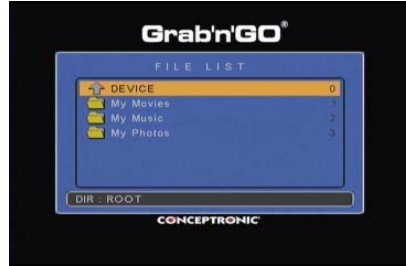 Grab'n'GO®
FILE LIST
DEVICE 0
My Movies 1
My Music 2
My Photos 3
DIR : ROOT
CONCEPTRONIC